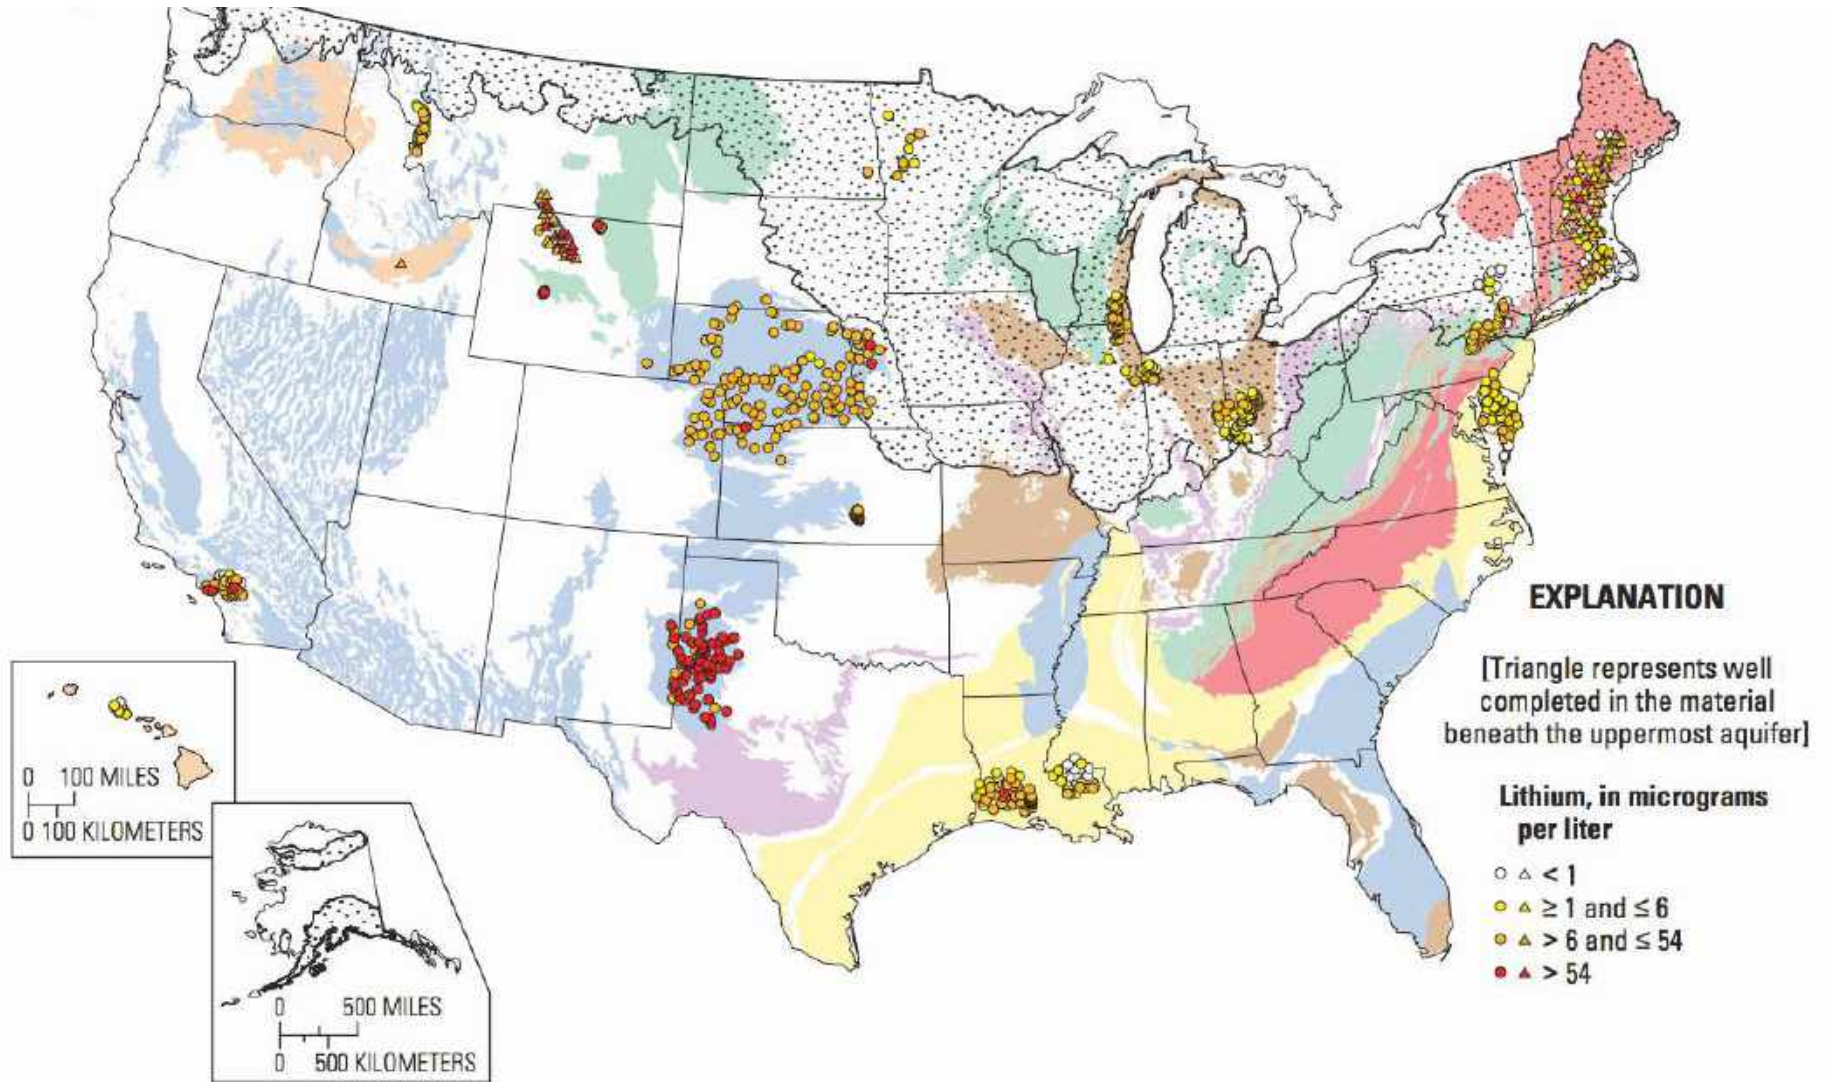 EXPLANATION
[Triangle represents well
completed in the material
beneath the uppermost aquifer]
Lithium, in micrograms
per liter
< 1
≥ 1 and ≤ 6
> 6 and ≤ 54
> 54
0 100 MILES
0 100 KILOMETERS
0 500 MILES
0 500 KILOMETERS